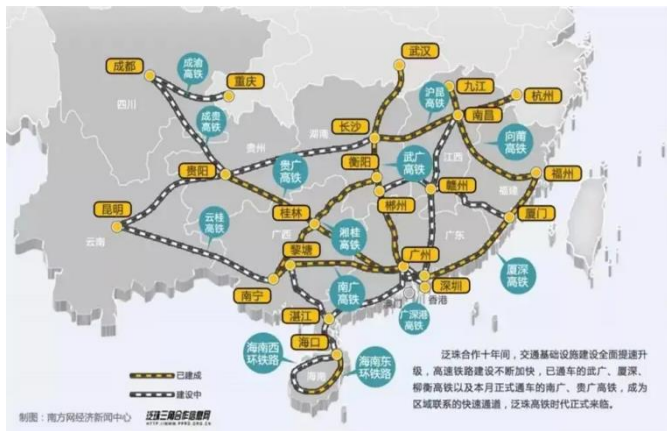 武汉
成都
成渝
高铁
重庆
九江
杭州
沪昆
高铁
南昌
四川
成贵
高铁
长沙
湖南
向莆
高铁
贵州
贵阳
贵广
高铁
衡阳
武广
高铁
江西
福州
赣州
福建
郴州
昆明
云南
云桂
高铁
桂林
广西
湘桂
高铁
广东
厦门
黎塘
广州
厦深
高铁
南宁
南广
高铁
深圳
香港
湛江
广深港
高铁
海口
海南西
环铁路
海南东
环铁路
海南
已建成
建设中
泛珠合作十年间，交通基础设施建设全面提速升
级，高速铁路建设不断加快，已通车的武广、厦深、
柳衡高铁以及本月正式通车的南广、贵广高铁，成为
区域联系的快速通道，泛珠高铁时代正式来临。
制图：南方网经济新闻中心
泛珠三角合作信息网
HTTP://WWW.PPRD.ORG.CN